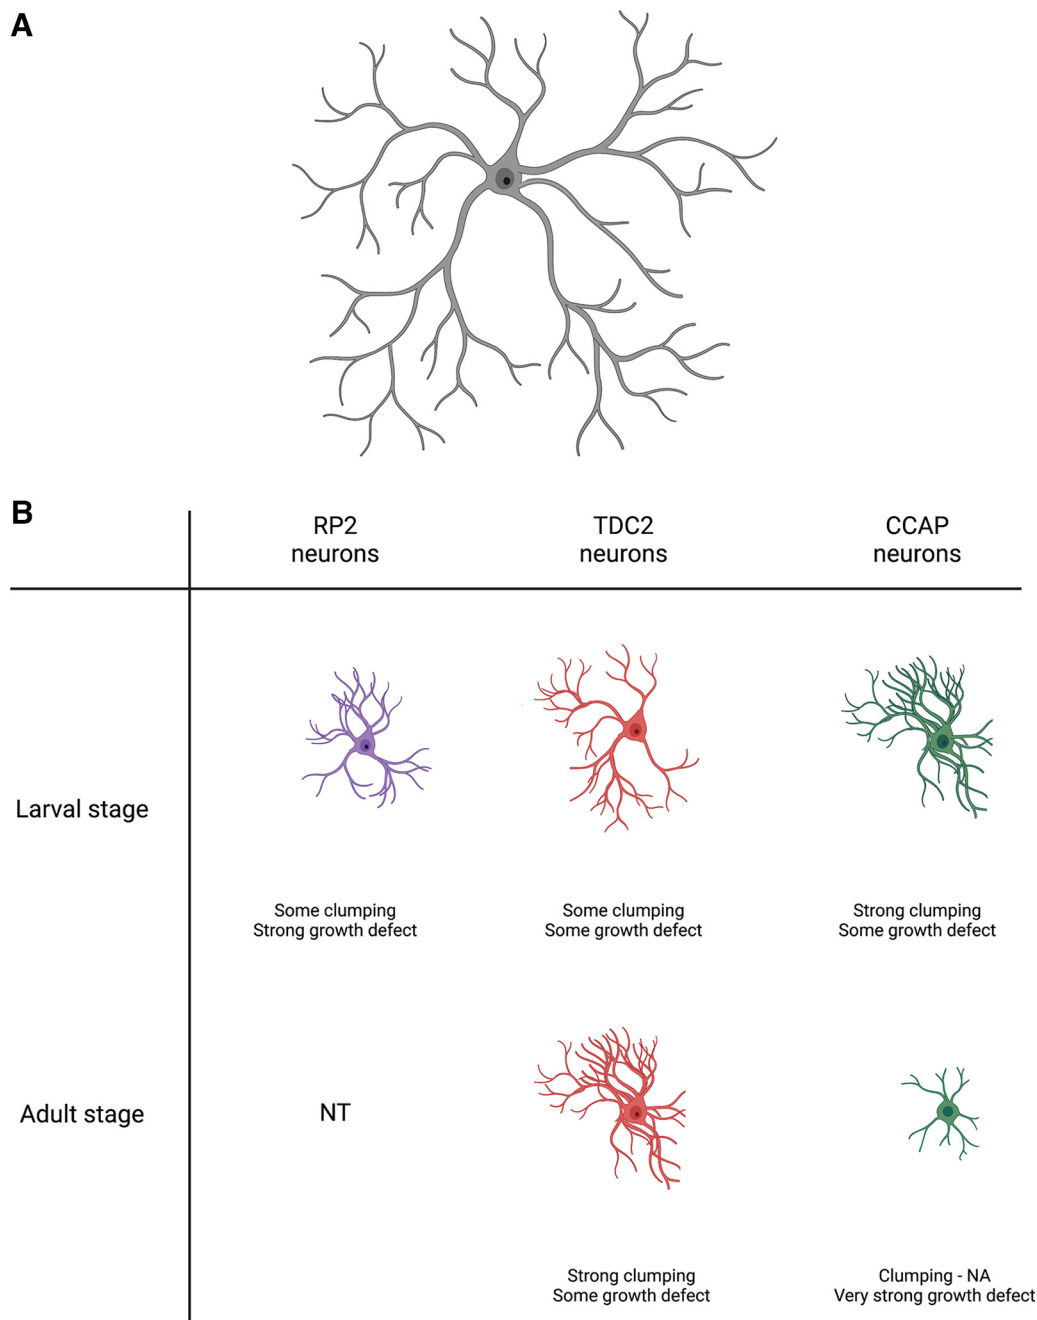 A
B
RP2
neurons
TDC2
neurons
CCAP
neurons
Larval stage
Some clumping
Strong growth defect
Some clumping
Some growth defect
Strong clumping
Some growth defect
Adult stage
NT
Strong clumping
Some growth defect
Clumping - NA
Very strong growth defect